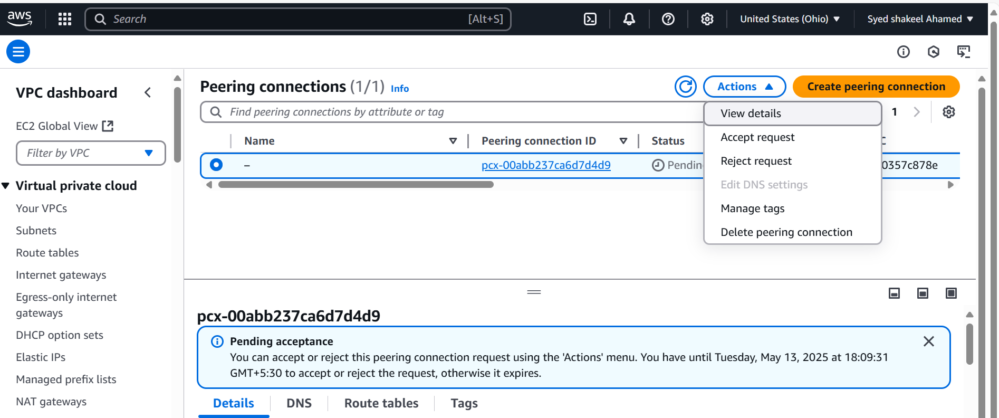 aws
Search [Alt+S]
United States (Ohio)
Syed shakeel Ahamed
VPC dashboard
EC2 Global View
Filter by VPC
Virtual private cloud
Your VPCs
Subnets
Route tables
Internet gateways
Egress-only internet
gateways
DHCP option sets
Elastic IPs
Managed prefix lists
NAT gateways
Peering connections (1/1) Info
Actions
Create peering connection
Find peering connections by attribute or tag
1
View details
Accept request
Reject request
Edit DNS settings
Manage tags
Delete peering connection
Name Peering connection ID Status
– pcx-00abb237ca6d7d4d9 Pendin 0357c878e
pcx-00abb237ca6d7d4d9
Pending acceptance
You can accept or reject this peering connection request using the 'Actions' menu. You have until Tuesday, May 13, 2025 at 18:09:31
GMT+5:30 to accept or reject the request, otherwise it expires.
Details DNS Route tables Tags